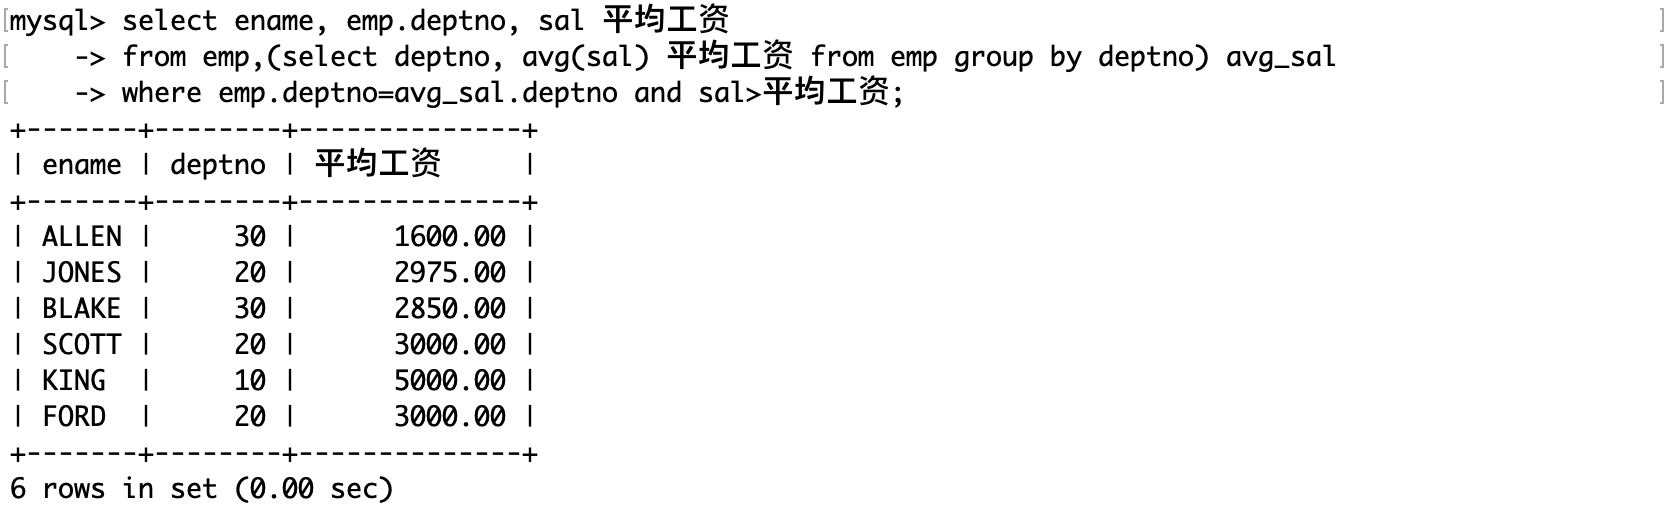 [mysql> select ename, emp.deptno, sal 平均工资 ]
[    -> from emp,(select deptno, avg(sal) 平均工资 from emp group by deptno) avg_sal ]
[    -> where emp.deptno=avg_sal.deptno and sal>平均工资; ]
+-------+--------+--------------+
| ename | deptno | 平均工资     |
+-------+--------+--------------+
| ALLEN |     30 |      1600.00 |
| JONES |     20 |      2975.00 |
| BLAKE |     30 |      2850.00 |
| SCOTT |     20 |      3000.00 |
| KING  |     10 |      5000.00 |
| FORD  |     20 |      3000.00 |
+-------+--------+--------------+
6 rows in set (0.00 sec)